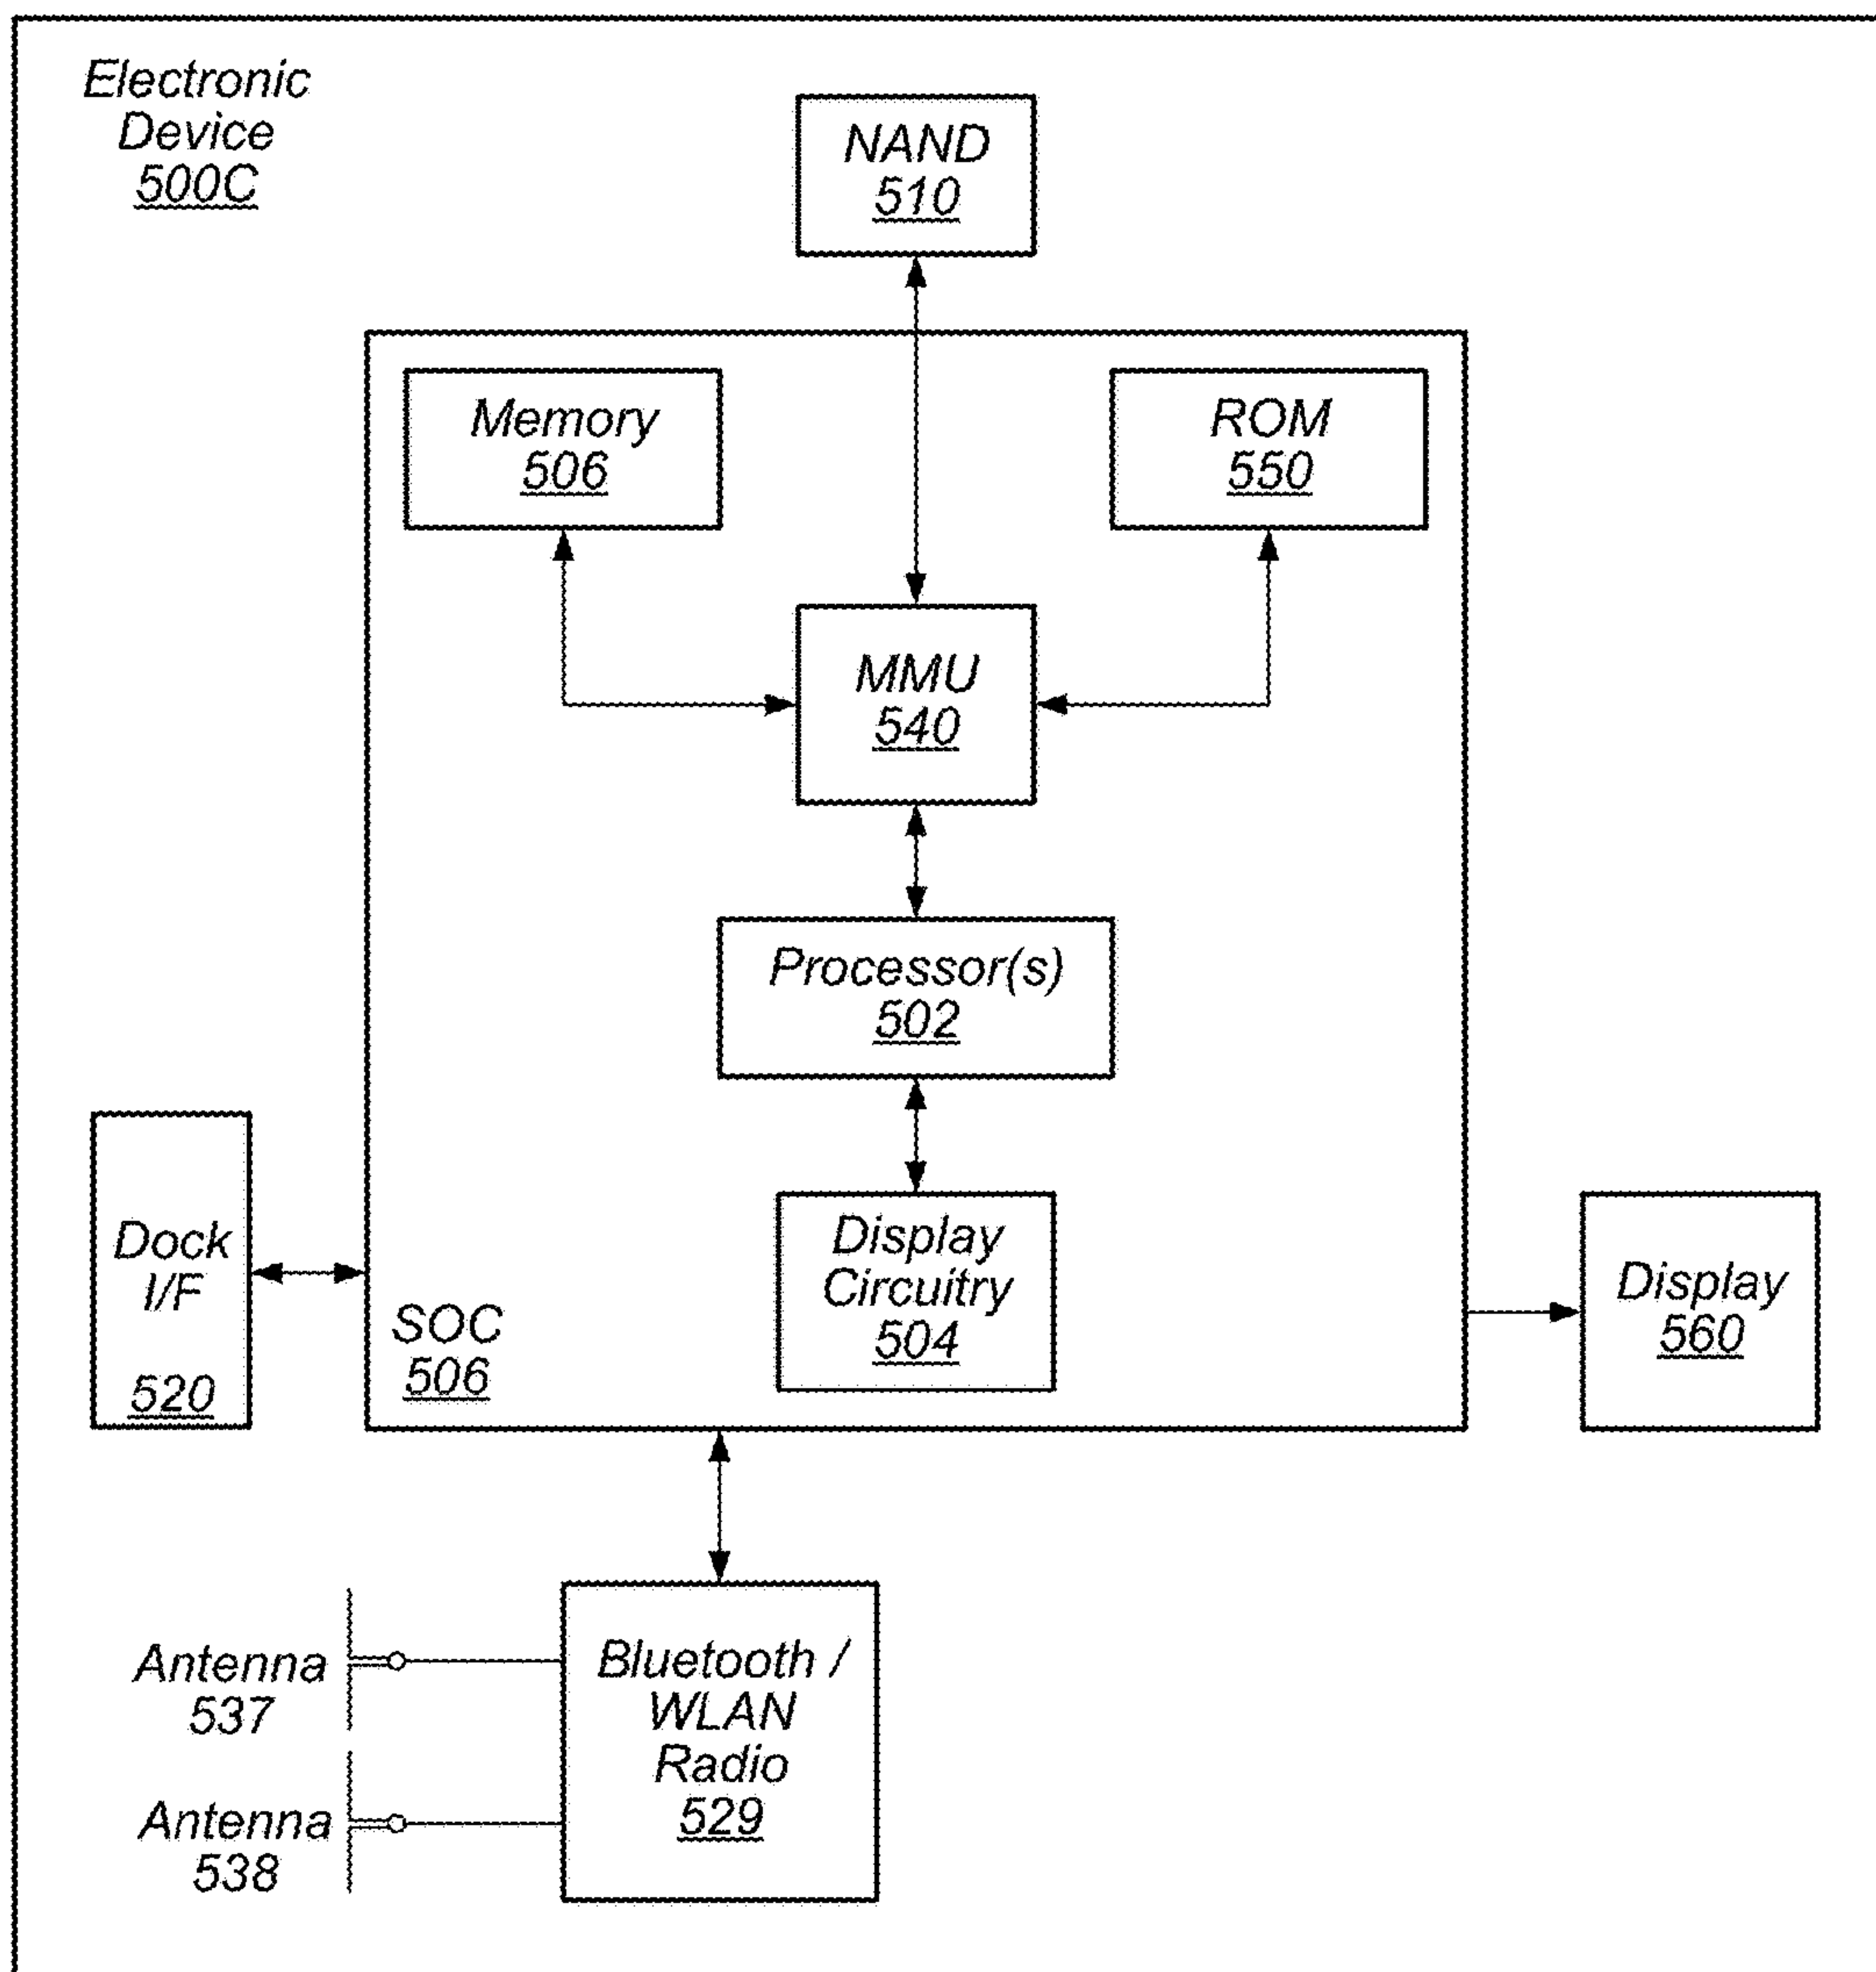 Electronic
Device
500C
NAND
510
Memory
506
ROM
550
MMU
540
Processor(s)
502
Display
Circuitry
504
SOC
506
Dock
I/F
520
Display
560
Bluetooth /
WLAN
Radio
529
Antenna
537
Antenna
538